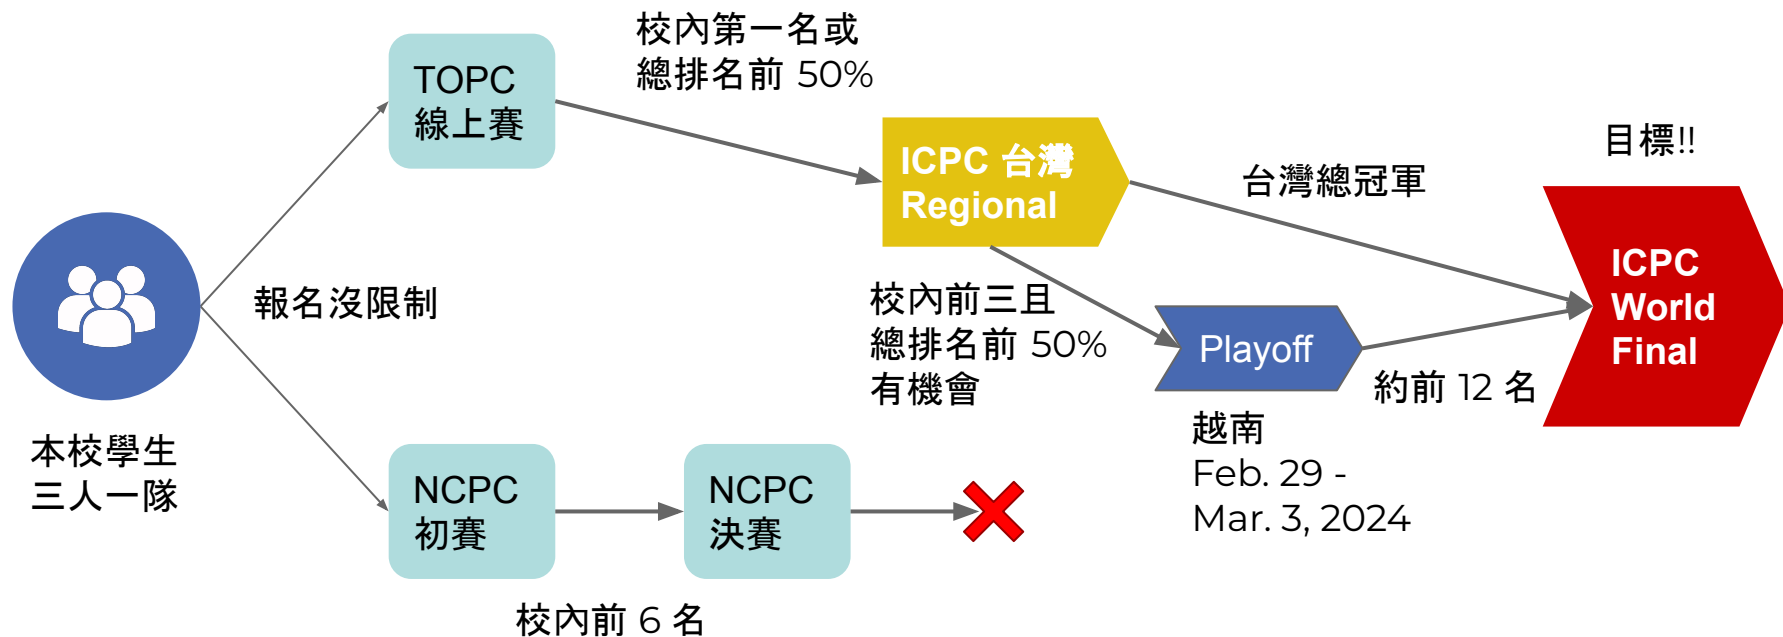 校內第一名或
總排名前 50%
TOPC
線上賽
目標!!
ICPC 台灣
Regional
台灣總冠軍
ICPC
World
Final
報名沒限制
校內前三且
總排名前 50%
有機會
Playoff
約前 12 名
越南
Feb. 29 -
Mar. 3, 2024
本校學生
三人一隊
NCPC
初賽
NCPC
決賽
校內前 6 名